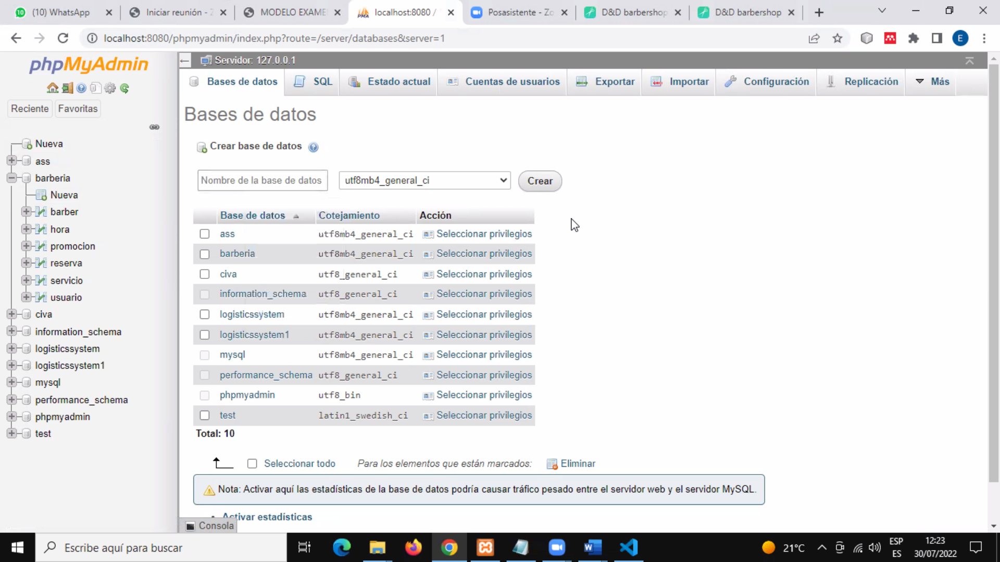 (10) WhatsApp
Iniciar reunión - Z
MODELO EXAME
localhost:8080 /
Posasistente - Zo
D&D barbershop
D&D barbershop
localhost:8080/phpmyadmin/index.php?route=/server/databases&server=1
E
phpMyAdmin
Reciente
Favoritas
Nueva
ass
barberia
Nueva
barber
hora
promocion
reserva
servicio
usuario
civa
information_schema
logisticssystem
logisticssystem1
mysql
performance_schema
phpmyadmin
test
Servidor: 127.0.0.1
Bases de datos
SQL
Estado actual
Cuentas de usuarios
Exportar
Importar
Configuración
Replicación
Más
Bases de datos
Crear base de datos
Nombre de la base de datos
utf8mb4_general_ci
Crear
Base de datos Cotejamiento Acción
ass utf8mb4_general_ci Seleccionar privilegios
barberia utf8mb4_general_ci Seleccionar privilegios
civa utf8_general_ci Seleccionar privilegios
information_schema utf8_general_ci Seleccionar privilegios
logisticssystem utf8mb4_general_ci Seleccionar privilegios
logisticssystem1 utf8mb4_general_ci Seleccionar privilegios
mysql utf8mb4_general_ci Seleccionar privilegios
performance_schema utf8_general_ci Seleccionar privilegios
phpmyadmin utf8_bin Seleccionar privilegios
test latin1_swedish_ci Seleccionar privilegios
Total: 10
Seleccionar todo Para los elementos que están marcados: Eliminar
Nota: Activar aquí las estadísticas de la base de datos podría causar tráfico pesado entre el servidor web y el servidor MySQL.
Activar estadísticas
Consola
Escribe aquí para buscar
21°C
ESP
ES
12:23
30/07/2022